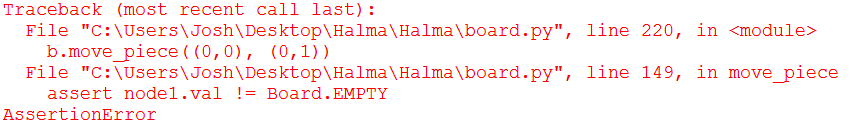 Traceback (most recent call last):
  File "C:\Users\Josh\Desktop\Halma\Halma\board.py", line 220, in <module>
    b.move_piece((0,0), (0,1))
  File "C:\Users\Josh\Desktop\Halma\Halma\board.py", line 149, in move_piece
    assert node1.val != Board.EMPTY
AssertionError